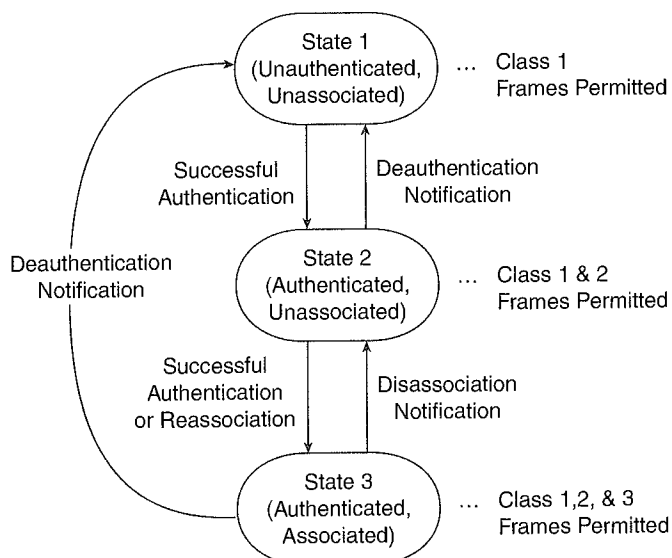 State 1
(Unauthenticated,
Unassociated)
... Class 1
Frames Permitted
Successful
Authentication
Deauthentication
Notification
Deauthentication
Notification
State 2
(Authenticated,
Unassociated)
... Class 1 & 2
Frames Permitted
Successful
Authentication
or Reassociation
Disassociation
Notification
State 3
(Authenticated,
Associated)
... Class 1,2, & 3
Frames Permitted